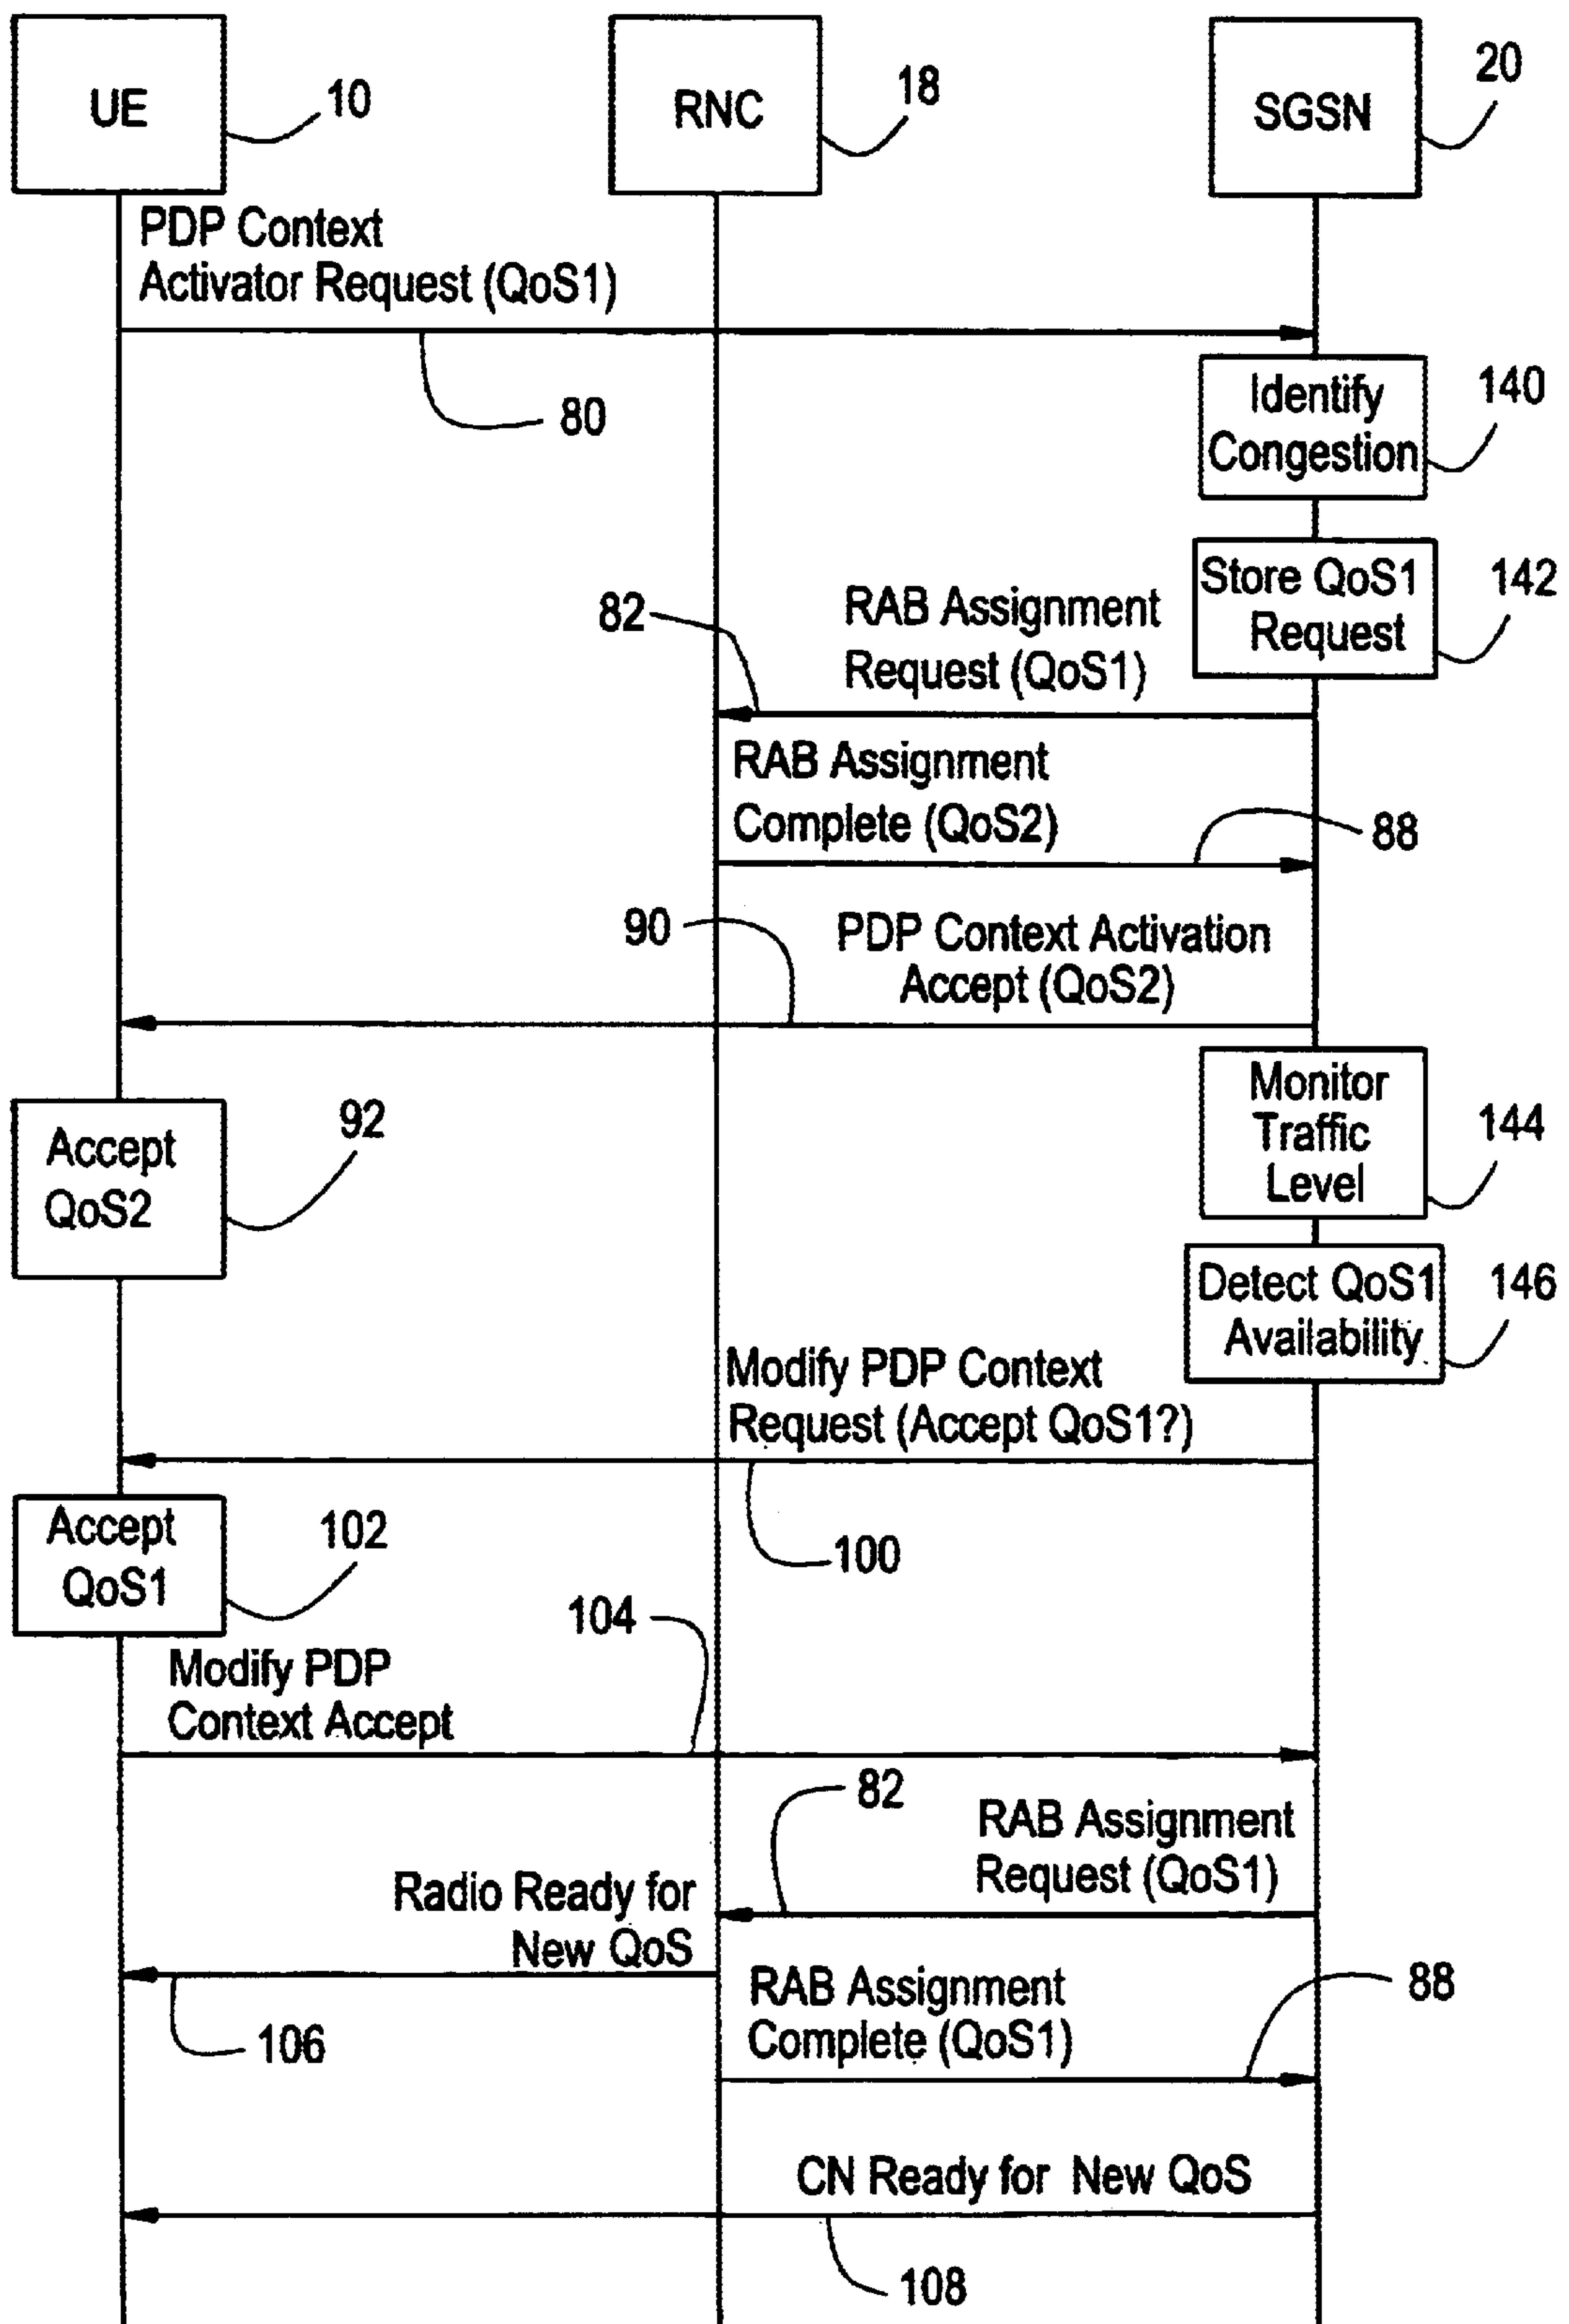 UE
10
RNC
18
SGSN
20
PDP Context
Activator Request (QoS1)
80
Identify
Congestion
140
Store QoS1
Request
142
82
RAB Assignment
Request (QoS1)
RAB Assignment
Complete (QoS2)
88
90
PDP Context Activation
Accept (QoS2)
Monitor
Traffic
Level
144
Accept
QoS2
92
Detect QoS1
Availability
146
Modify PDP Context
Request (Accept QoS1?)
100
Accept
QoS1
102
104
Modify PDP
Context Accept
82
RAB Assignment
Request (QoS1)
Radio Ready for
New QoS
106
RAB Assignment
Complete (QoS1)
88
CN Ready for New QoS
108